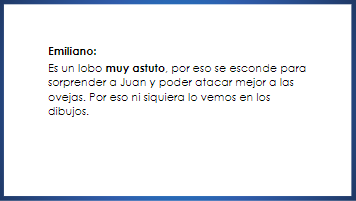 Emiliano:
Es un lobo muy astuto, por eso se esconde para
sorprender a Juan y poder atacar mejor a las
ovejas. Por eso ni siquiera lo vemos en los
dibujos.